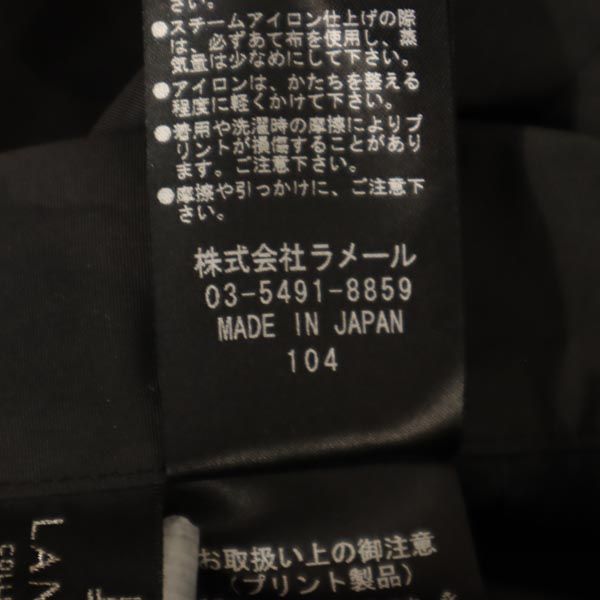 さい。
●スチームアイロン仕上げの際
は、必ずあて布を使用し、蒸
気量は少なめにして下さい。
●アイロンは、かたちを整える
程度に軽くかけて下さい。
●着用や洗濯時の摩擦によりプ
リントが損傷することがあり
ます。ご注意下さい。
●摩擦や引っかけに、ご注意下
さい。
株式会社ラメール
03-5491-8859
MADE IN JAPAN
104
お取扱い上の御注意
(プリント製品)
LAN
COLL